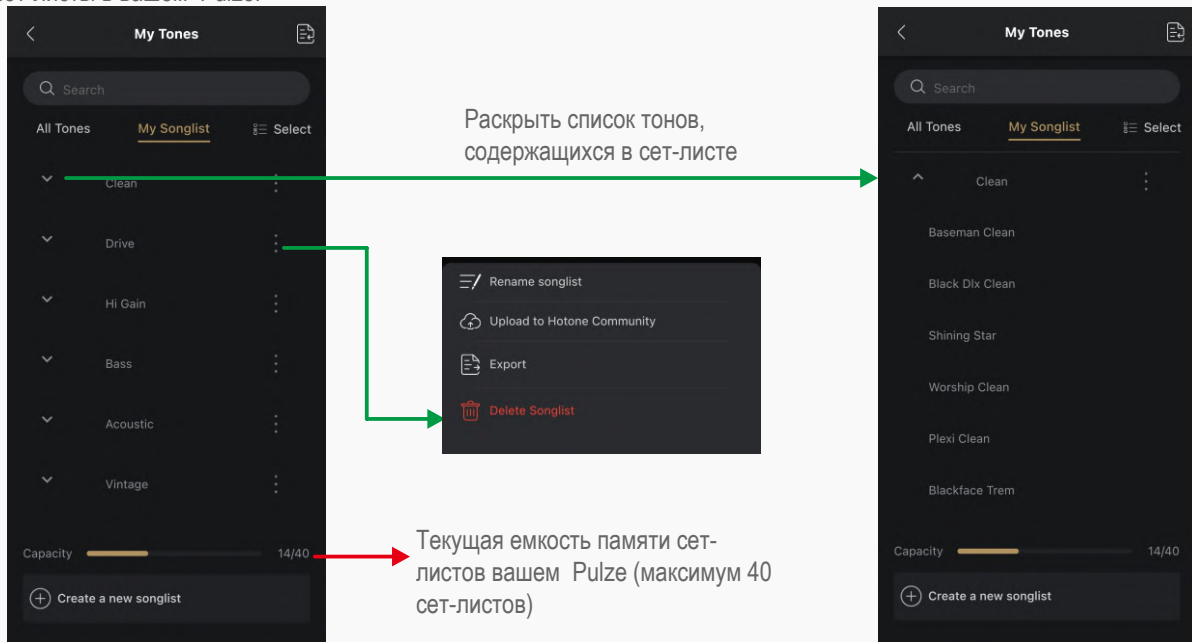 My Tones
Search
All Tones My Songlist Select
Clean
Drive
Hi Gain
Bass
Acoustic
Vintage
Capacity 14/40
Create a new songlist
Раскрыть список тонов,
содержащихся в сет-листе
Rename songlist
Upload to Hotone Community
Export
Delete Songlist
Текущая емкость памяти сет-
листов вашем Pulze (максимум 40
сет-листов)
My Tones
Search
All Tones My Songlist Select
Clean
Baseman Clean
Black Dlx Clean
Shining Star
Worship Clean
Plexi Clean
Blackface Trem
Capacity 14/40
Create a new songlist